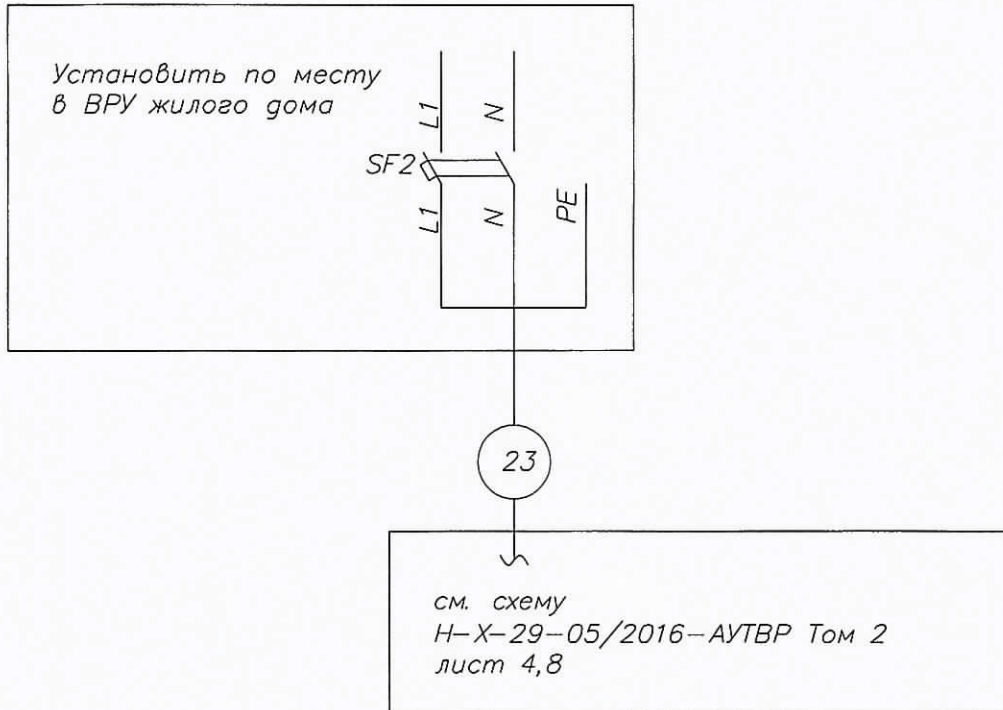 Установить по месту
в ВРУ жилого дома
L1
N
SF2
L1
N
PE
23
см. схему
Н-Х-29-05/2016-АУТВР Том 2
лист 4,8